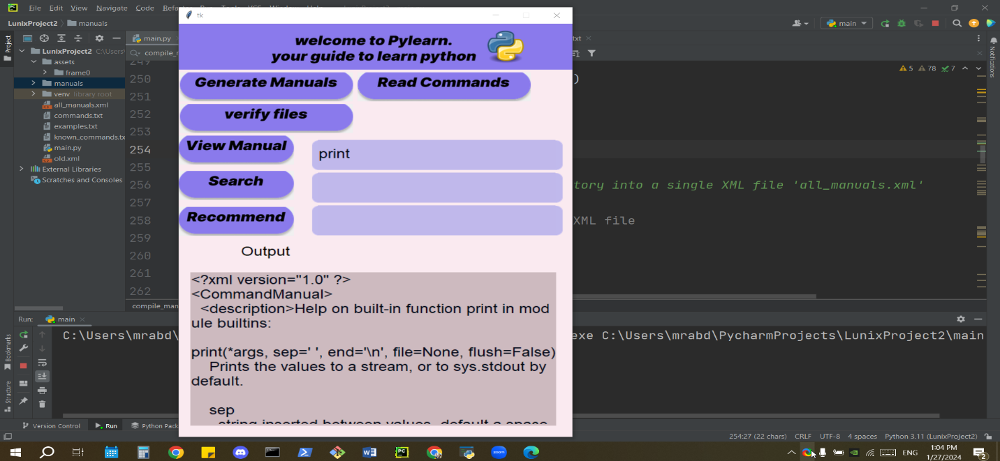 File Edit View Navigate Code
LunixProject2 manuals
main
Project
LunixProject2 C:\Users\
assets
frame0
manuals
venv library root
all_manuals.xml
commands.txt
examples.txt
known_commands.tx
main.py
old.xml
External Libraries
Scratches and Consoles
main.py
txt
compile_
5 78 7
250
251
252
253
254
255
256
257
258
259
260
261
262
)
tory into a single XML file 'all_manuals.xml'
XML file
compile_man
Notifications
tk
welcome to Pylearn.
your guide to learn python
Generate Manuals Read Commands
verify files
View Manual print
Search
Recommend
Output
<?xml version="1.0" ?>
<CommandManual>
<description>Help on built-in function print in mod
ule builtins:
print(*args, sep=' ', end='\n', file=None, flush=False)
Prints the values to a stream, or to sys.stdout by
default.
sep
string inserted between values, default a space
Run: main
C:\Users\mrabd\
exe C:\Users\mrabd\PycharmProjects\LunixProject2\main
Bookmarks
Structure
Version Control Run Python Pack
254:27 (22 chars) CRLF UTF-8 4 spaces Python 3.11 (LunixProject2)
zoom
ENG
1:04 PM
1/27/2024
2